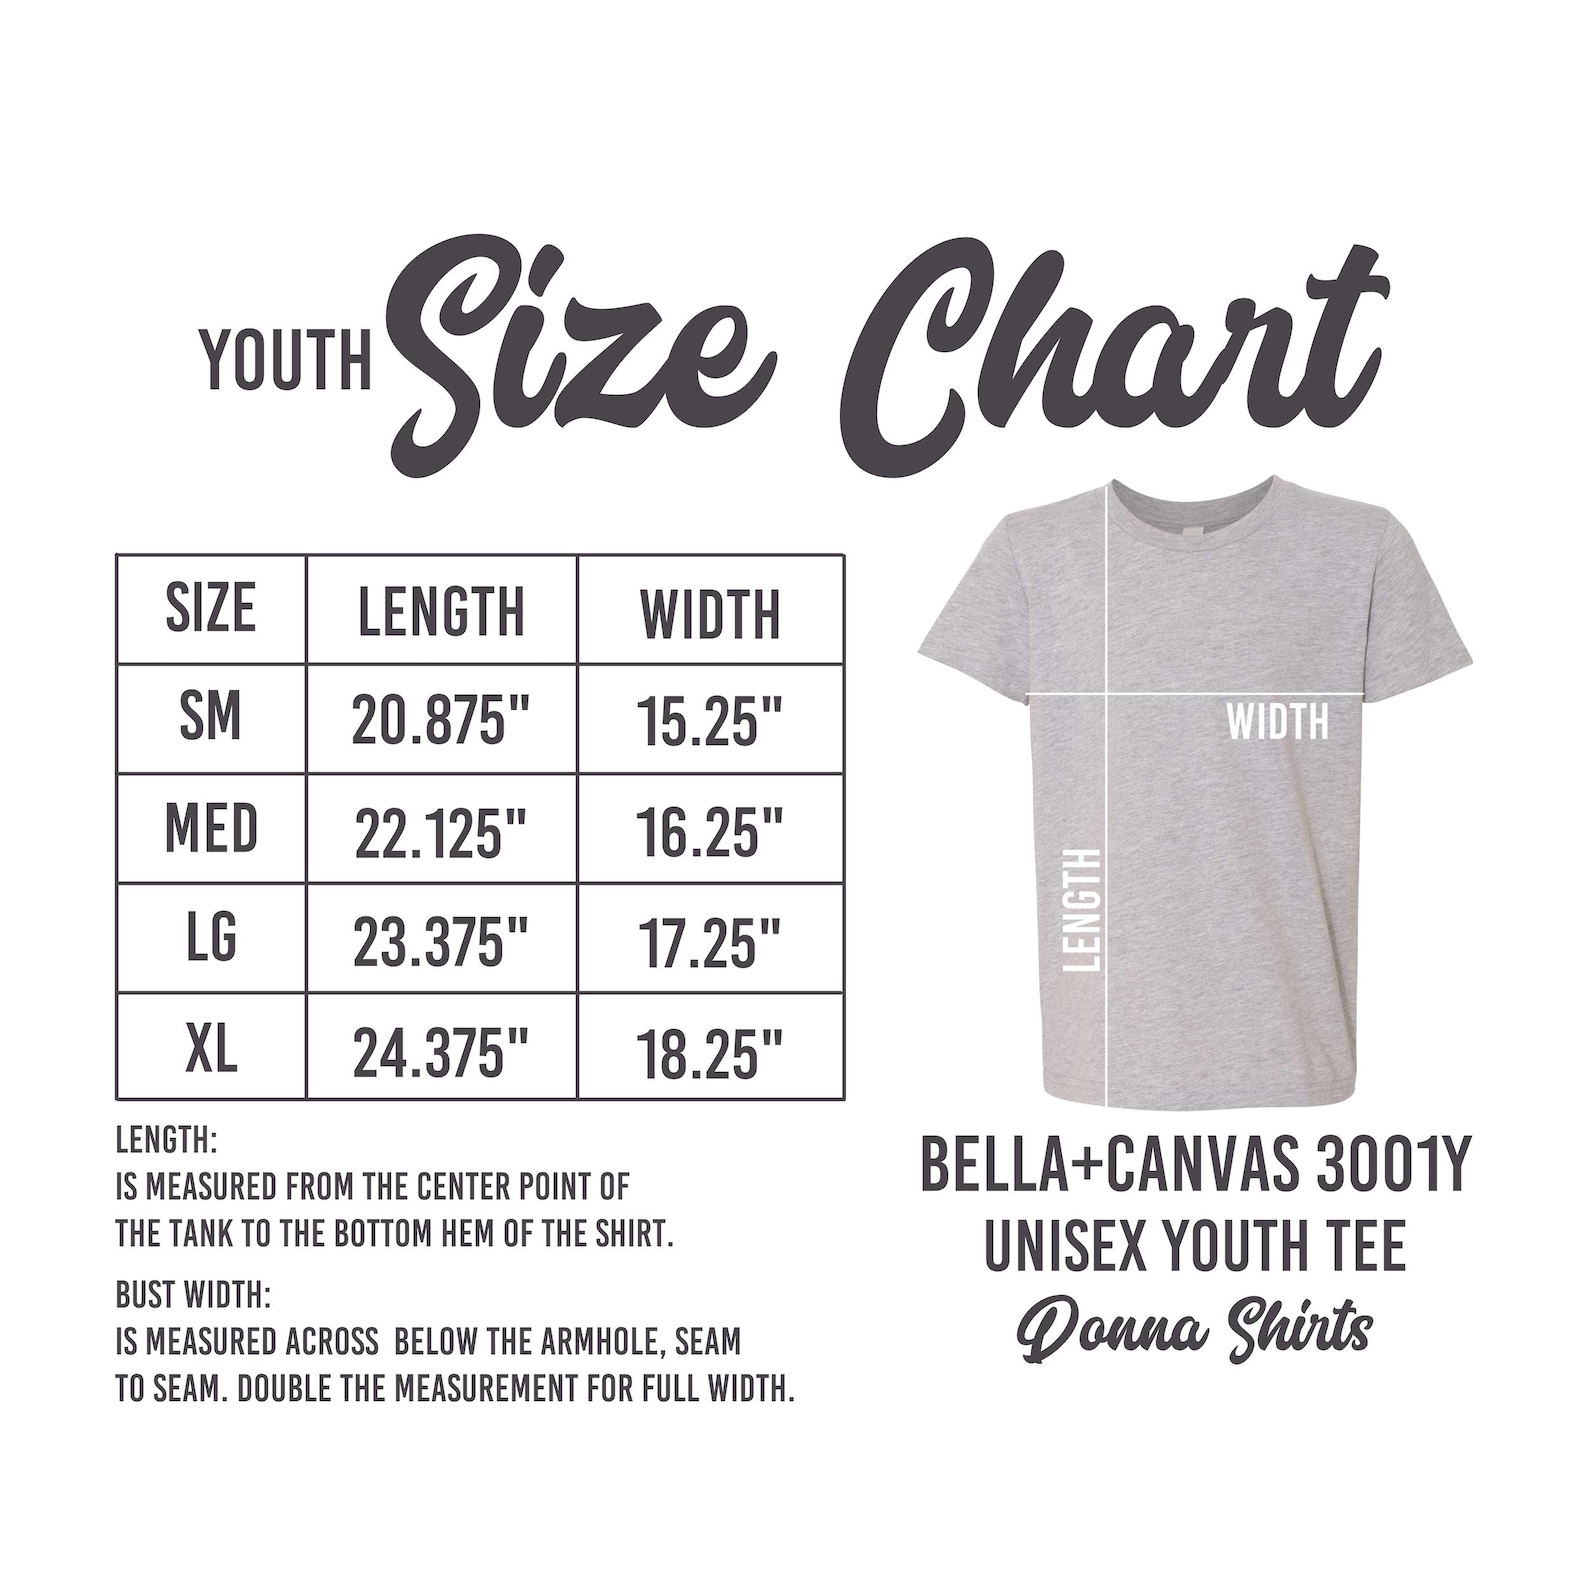 YOUTH Size Chart
SIZE LENGTH WIDTH
SM 20.875" 15.25"
MED 22.125" 16.25"
LG 23.375" 17.25"
XL 24.375" 18.25"
LENGTH:
IS MEASURED FROM THE CENTER POINT OF
THE TANK TO THE BOTTOM HEM OF THE SHIRT.
BUST WIDTH:
IS MEASURED ACROSS BELOW THE ARMHOLE, SEAM
TO SEAM. DOUBLE THE MEASUREMENT FOR FULL WIDTH.
WIDTH
LENGTH
BELLA+CANVAS 3001Y
UNISEX YOUTH TEE
Donna Shirts